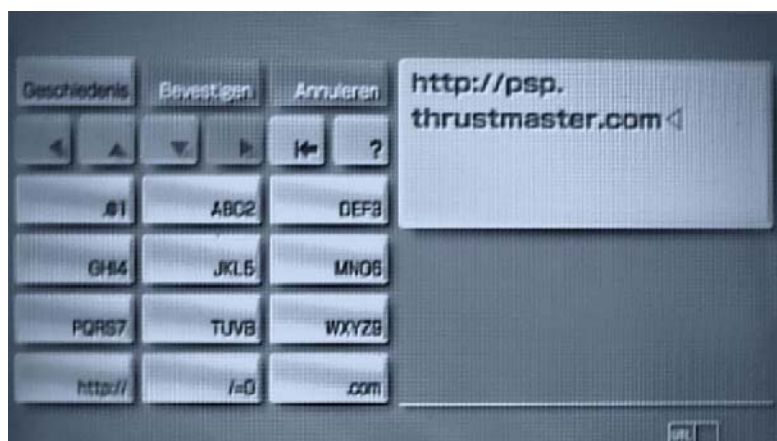 Geschiedenis Bevestigen Annuleren
?
.@1 ABC2 DEF3
GHI4 JKL5 MNO6
PQRS7 TUV8 WXYZ9
http:// /=0 .com
http://psp.
thrustmaster.com